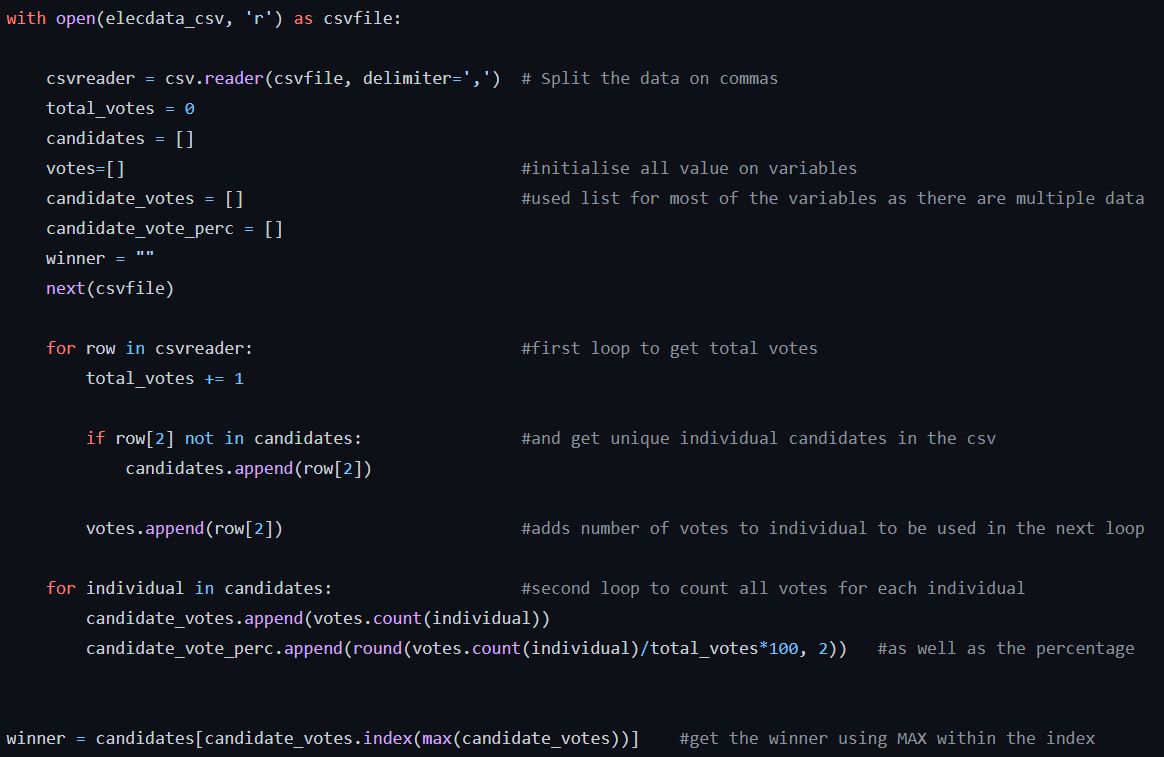 with open(elecdata_csv, 'r') as csvfile:
csvreader = csv.reader(csvfile, delimiter=',')  # Split the data on commas
total_votes = 0
candidates = []
votes=[]                                        #initialise all value on variables
candidate_votes = []                            #used list for most of the variables as there are multiple data
candidate_vote_perc = []
winner = ""
next(csvfile)
for row in csvreader:                           #first loop to get total votes
total_votes += 1
if row[2] not in candidates:                #and get unique individual candidates in the csv
candidates.append(row[2])
votes.append(row[2])                        #adds number of votes to individual to be used in the next loop
for individual in candidates:                   #second loop to count all votes for each individual
candidate_votes.append(votes.count(individual))
candidate_vote_perc.append(round(votes.count(individual)/total_votes*100, 2))   #as well as the percentage
winner = candidates[candidate_votes.index(max(candidate_votes))]    #get the winner using MAX within the index